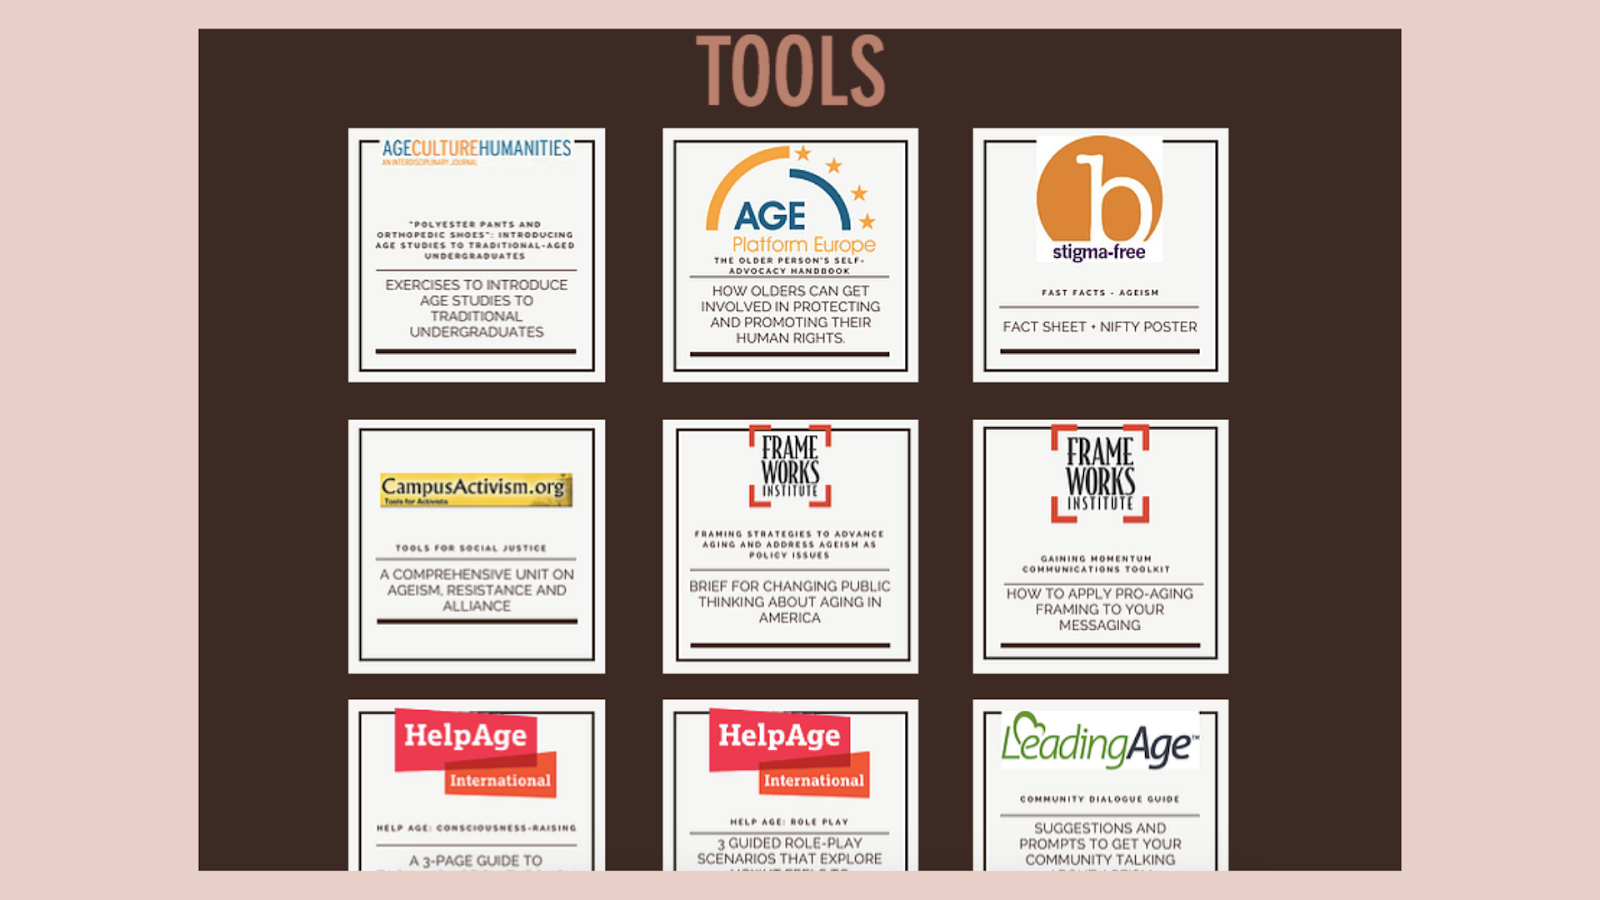 TOOLS
AGECULTUREHUMANITIES
AN INTERDISCIPLINARY JOURNAL
"POLYESTER PANTS AND
ORTHOPEDIC SHOES": INTRODUCING
AGE STUDIES TO TRADITIONAL-AGED
UNDERGRADUATES
EXERCISES TO INTRODUCE
AGE STUDIES TO
TRADITIONAL
UNDERGRADUATES
AGE
Platform Europe
THE OLDER PERSON'S SELF-
ADVOCACY HANDBOOK
HOW OLDERS CAN GET
INVOLVED IN PROTECTING
AND PROMOTING THEIR
HUMAN RIGHTS.
b
stigma-free
FAST FACTS - AGEISM
FACT SHEET + NIFTY POSTER
CampusActivism.org
Tools for Activists
TOOLS FOR SOCIAL JUSTICE
A COMPREHENSIVE UNIT ON
AGEISM, RESISTANCE AND
ALLIANCE
FRAME
WORKS
INSTITUTE
FRAMING STRATEGIES TO ADVANCE
AGING AND ADDRESS AGEISM AS
POLICY ISSUES
BRIEF FOR CHANGING PUBLIC
THINKING ABOUT AGING IN
AMERICA
FRAME
WORKS
INSTITUTE
GAINING MOMENTUM
COMMUNICATIONS TOOLKIT
HOW TO APPLY PRO-AGING
FRAMING TO YOUR
MESSAGING
HelpAge
International
HELP AGE: CONSCIOUSNESS-RAISING
A 3-PAGE GUIDE TO
HelpAge
International
HELP AGE: ROLE PLAY
3 GUIDED ROLE-PLAY
SCENARIOS THAT EXPLORE
LeadingAge™
COMMUNITY DIALOGUE GUIDE
SUGGESTIONS AND
PROMPTS TO GET YOUR
COMMUNITY TALKING